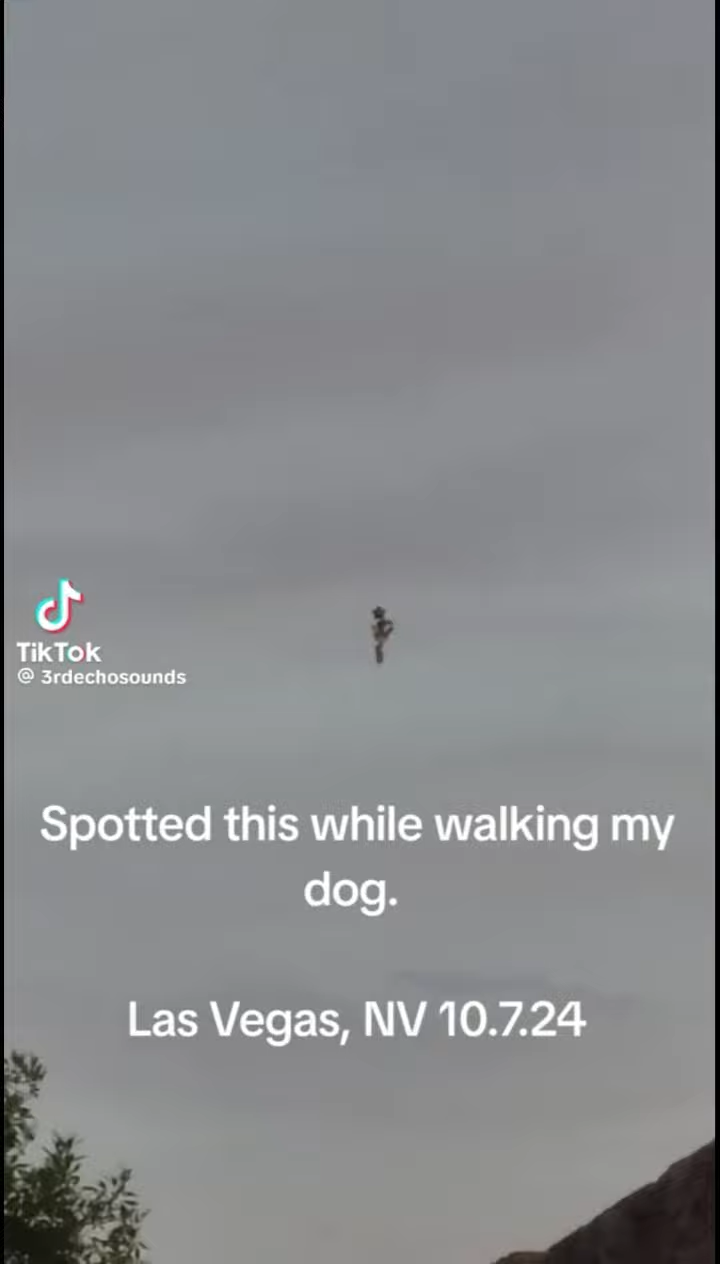 TikTok
@ 3rdechosounds
Spotted this while walking my
dog.
Las Vegas, NV 10.7.24